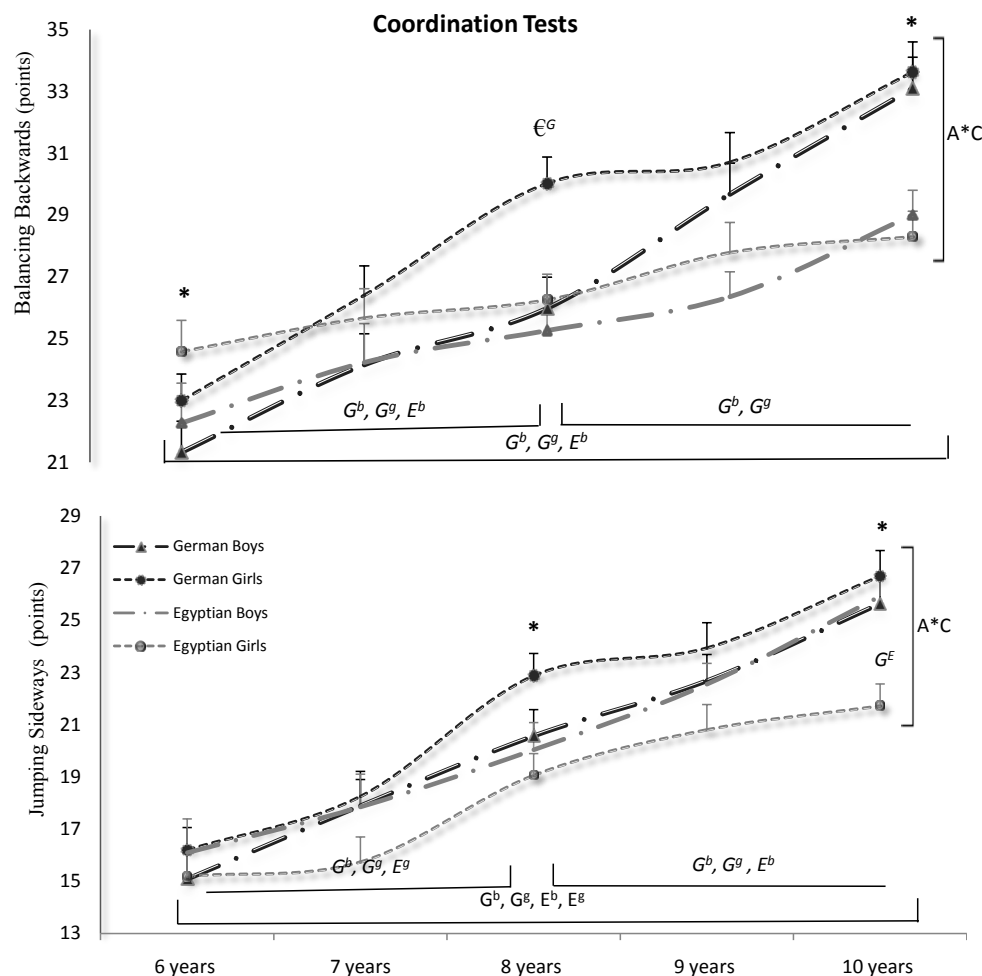 Coordination Tests
Balancing Backwards (points)
35
33
31
29
27
25
23
21
*
*
€ᴳ
A*C
Gᵇ, Gᵍ, Eᵇ
Gᵇ, Gᵍ
Gᵇ, Gᵍ, Eᵇ
Jumping Sideways (points)
29
27
25
23
21
19
17
15
13
German Boys
German Girls
Egyptian Boys
Egyptian Girls
*
*
A*C
Gᴱ
Gᵇ, Gᵍ, Eᵍ
Gᵇ, Gᵍ, Eᵇ
Gᵇ, Gᵍ, Eᵇ, Eᵍ
6 years 7 years 8 years 9 years 10 years